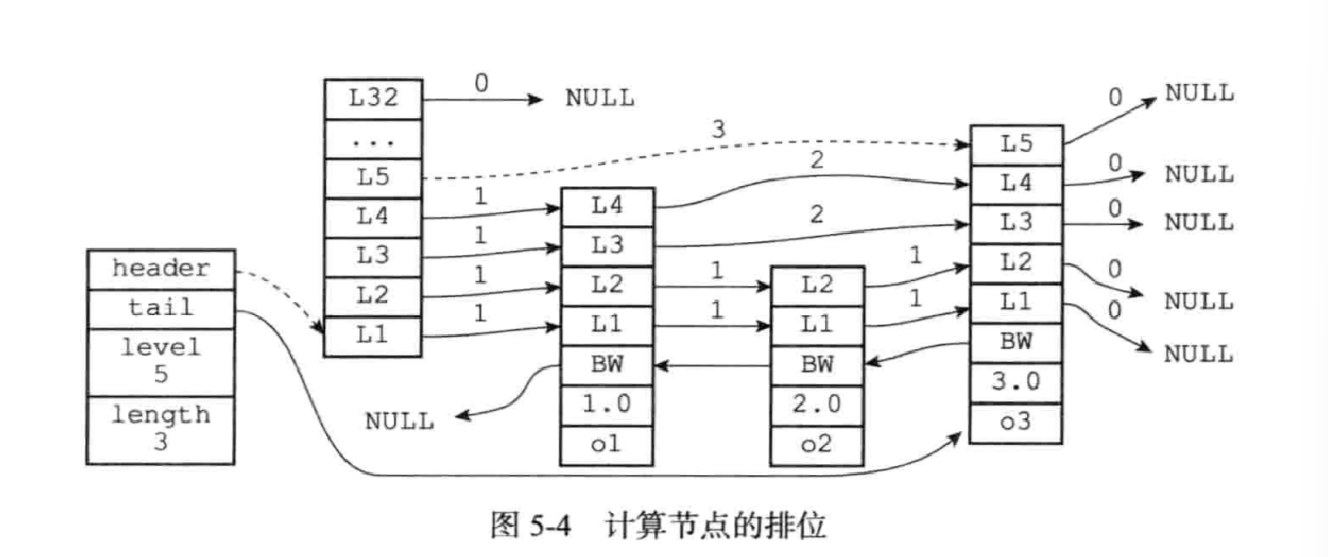 L32
0
NULL
...
L5
3
L4
1
L3
1
L2
1
L1
1
header
tail
level
5
length
3
L4
2
L3
2
L2
1
L1
1
BW
1.0
o1
NULL
L2
1
L1
1
BW
2.0
o2
L5
0
NULL
L4
0
NULL
L3
0
NULL
L2
0
NULL
L1
0
NULL
BW
3.0
o3
图 5-4 计算节点的排位